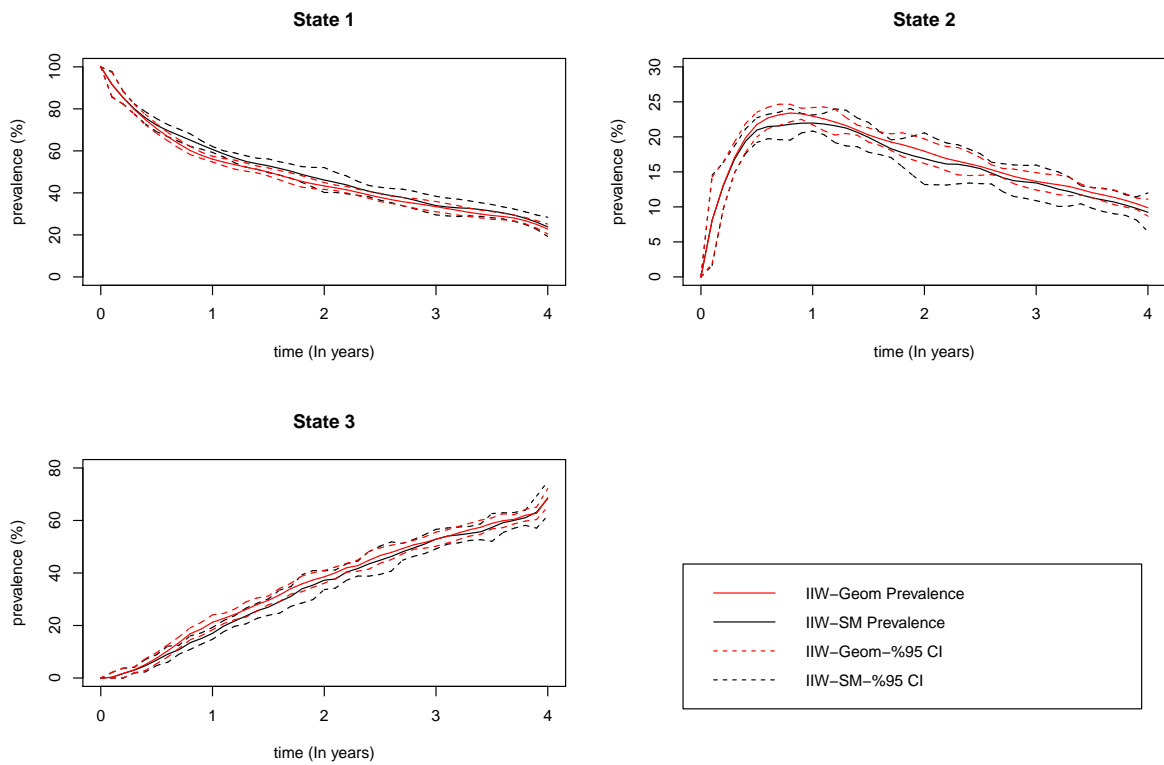 State 1
prevalence (%)
100
80
60
40
20
0
0 1 2 3 4
time (In years)
State 2
prevalence (%)
30
25
20
15
10
5
0
0 1 2 3 4
time (In years)
State 3
prevalence (%)
80
60
40
20
0
0 1 2 3 4
time (In years)
IIW−Geom Prevalence
IIW−SM Prevalence
IIW−Geom−%95 CI
IIW−SM−%95 CI